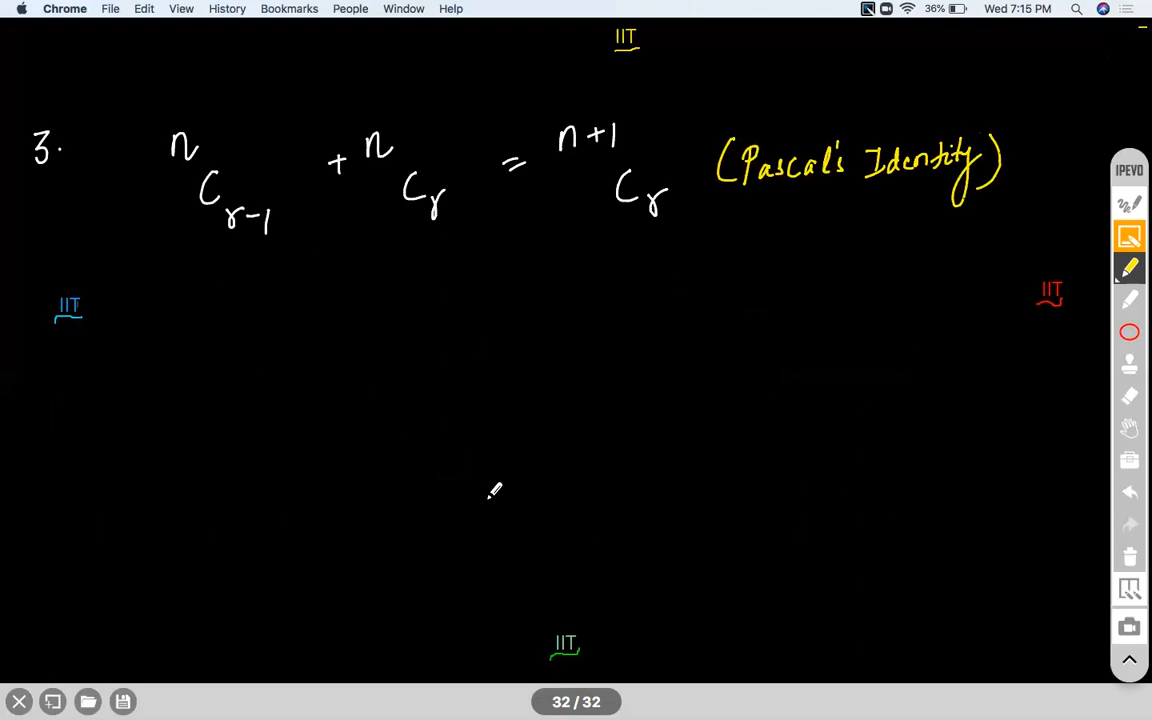 Chrome File Edit View History Bookmarks People Window Help 36% Wed 7:15 PM
IIT
3. nCr-1 + nCr = n+1Cr (Pascal's Identity)
IPEVO
IIT
IIT
IIT
32 / 32